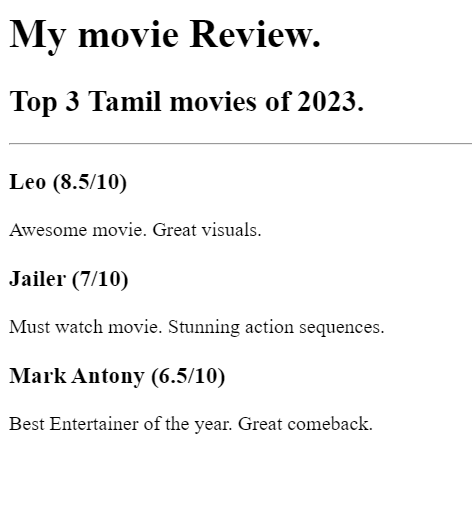 My movie Review.
Top 3 Tamil movies of 2023.
Leo (8.5/10)
Awesome movie. Great visuals.
Jailer (7/10)
Must watch movie. Stunning action sequences.
Mark Antony (6.5/10)
Best Entertainer of the year. Great comeback.